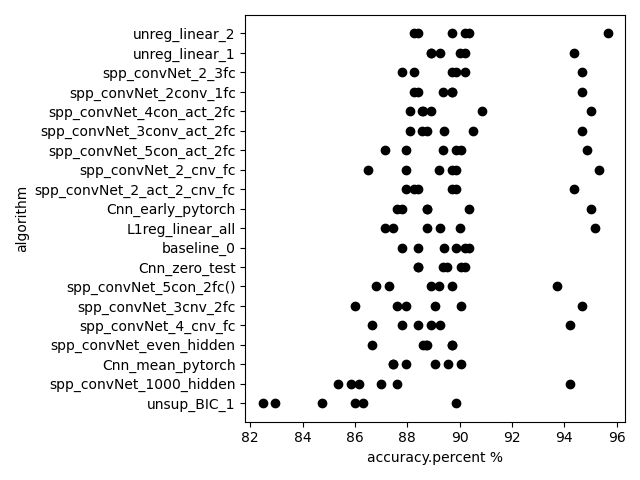 unreg_linear_2
unreg_linear_1
spp_convNet_2_3fc
spp_convNet_2conv_1fc
spp_convNet_4con_act_2fc
spp_convNet_3conv_act_2fc
spp_convNet_5con_act_2fc
spp_convNet_2_cnv_fc
spp_convNet_2_act_2_cnv_fc
Cnn_early_pytorch
L1reg_linear_all
baseline_0
Cnn_zero_test
spp_convNet_5con_2fc()
spp_convNet_3cnv_2fc
spp_convNet_4_cnv_fc
spp_convNet_even_hidden
Cnn_mean_pytorch
spp_convNet_1000_hidden
unsup_BIC_1
algorithm
82 84 86 88 90 92 94 96
accuracy.percent %